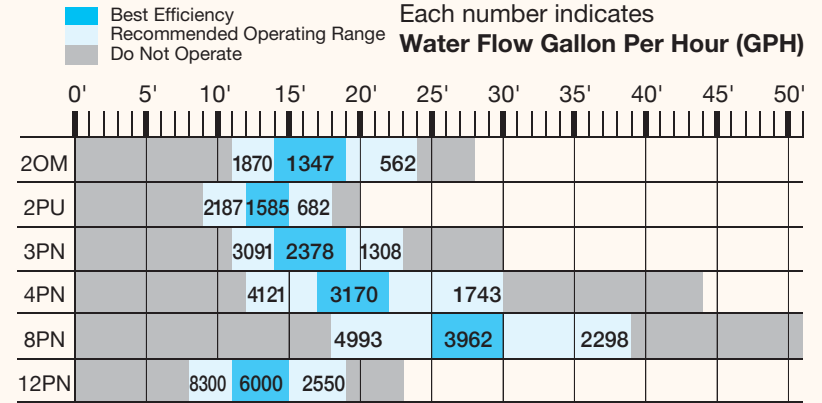 Best Efficiency
Recommended Operating Range
Do Not Operate
Each number indicates
Water Flow Gallon Per Hour (GPH)
0' 5' 10' 15' 20' 25' 30' 35' 40' 45' 50'
2OM 1870 1347 562
2PU 2187 1585 682
3PN 3091 2378 1308
4PN 4121 3170 1743
8PN 4993 3962 2298
12PN 8300 6000 2550